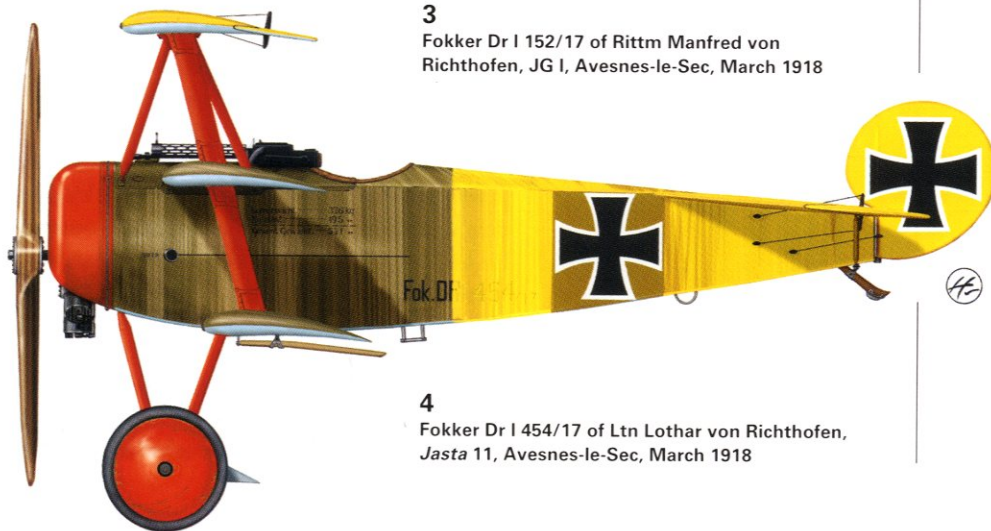 3
Fokker Dr I 152/17 of Rittm Manfred von
Richthofen, JG I, Avesnes-le-Sec, March 1918
Fok.DR
454
4
Fokker Dr I 454/17 of Ltn Lothar von Richthofen,
Jasta 11, Avesnes-le-Sec, March 1918